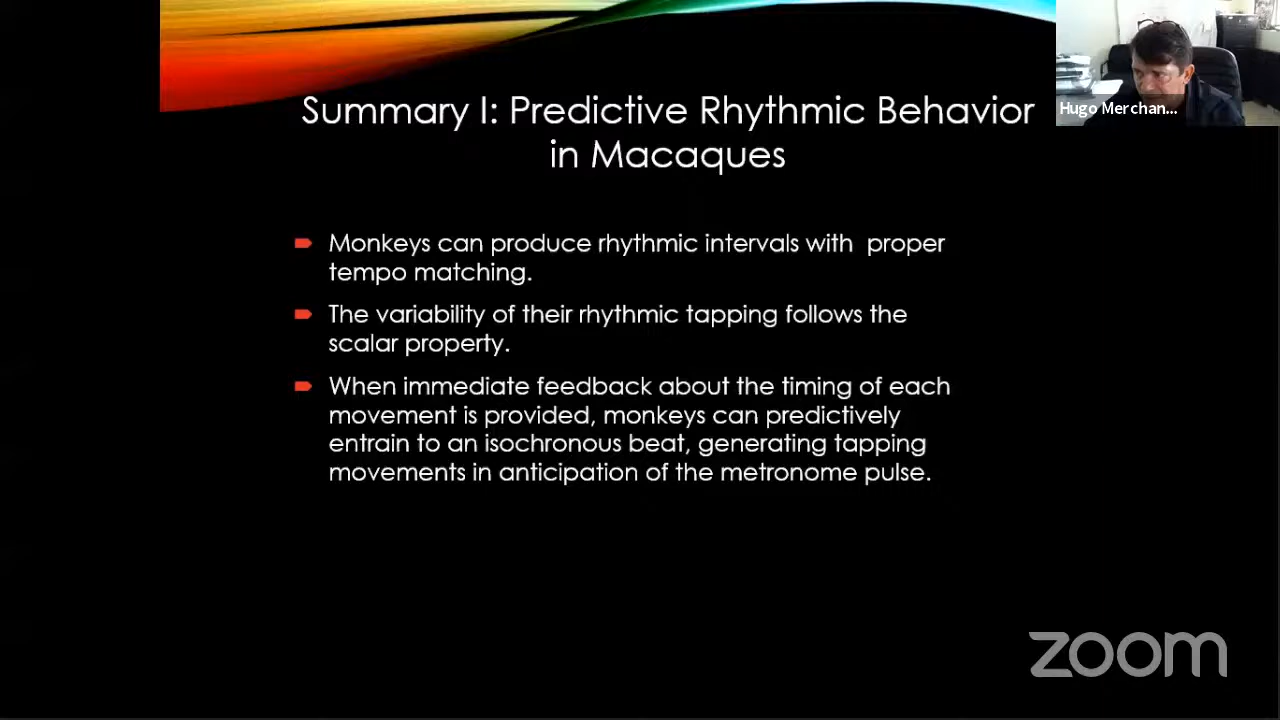 Summary I: Predictive Rhythmic Behavior
in Macaques
Hugo Merchan...
Monkeys can produce rhythmic intervals with proper
tempo matching.
The variability of their rhythmic tapping follows the
scalar property.
When immediate feedback about the timing of each
movement is provided, monkeys can predictively
entrain to an isochronous beat, generating tapping
movements in anticipation of the metronome pulse.
zoom